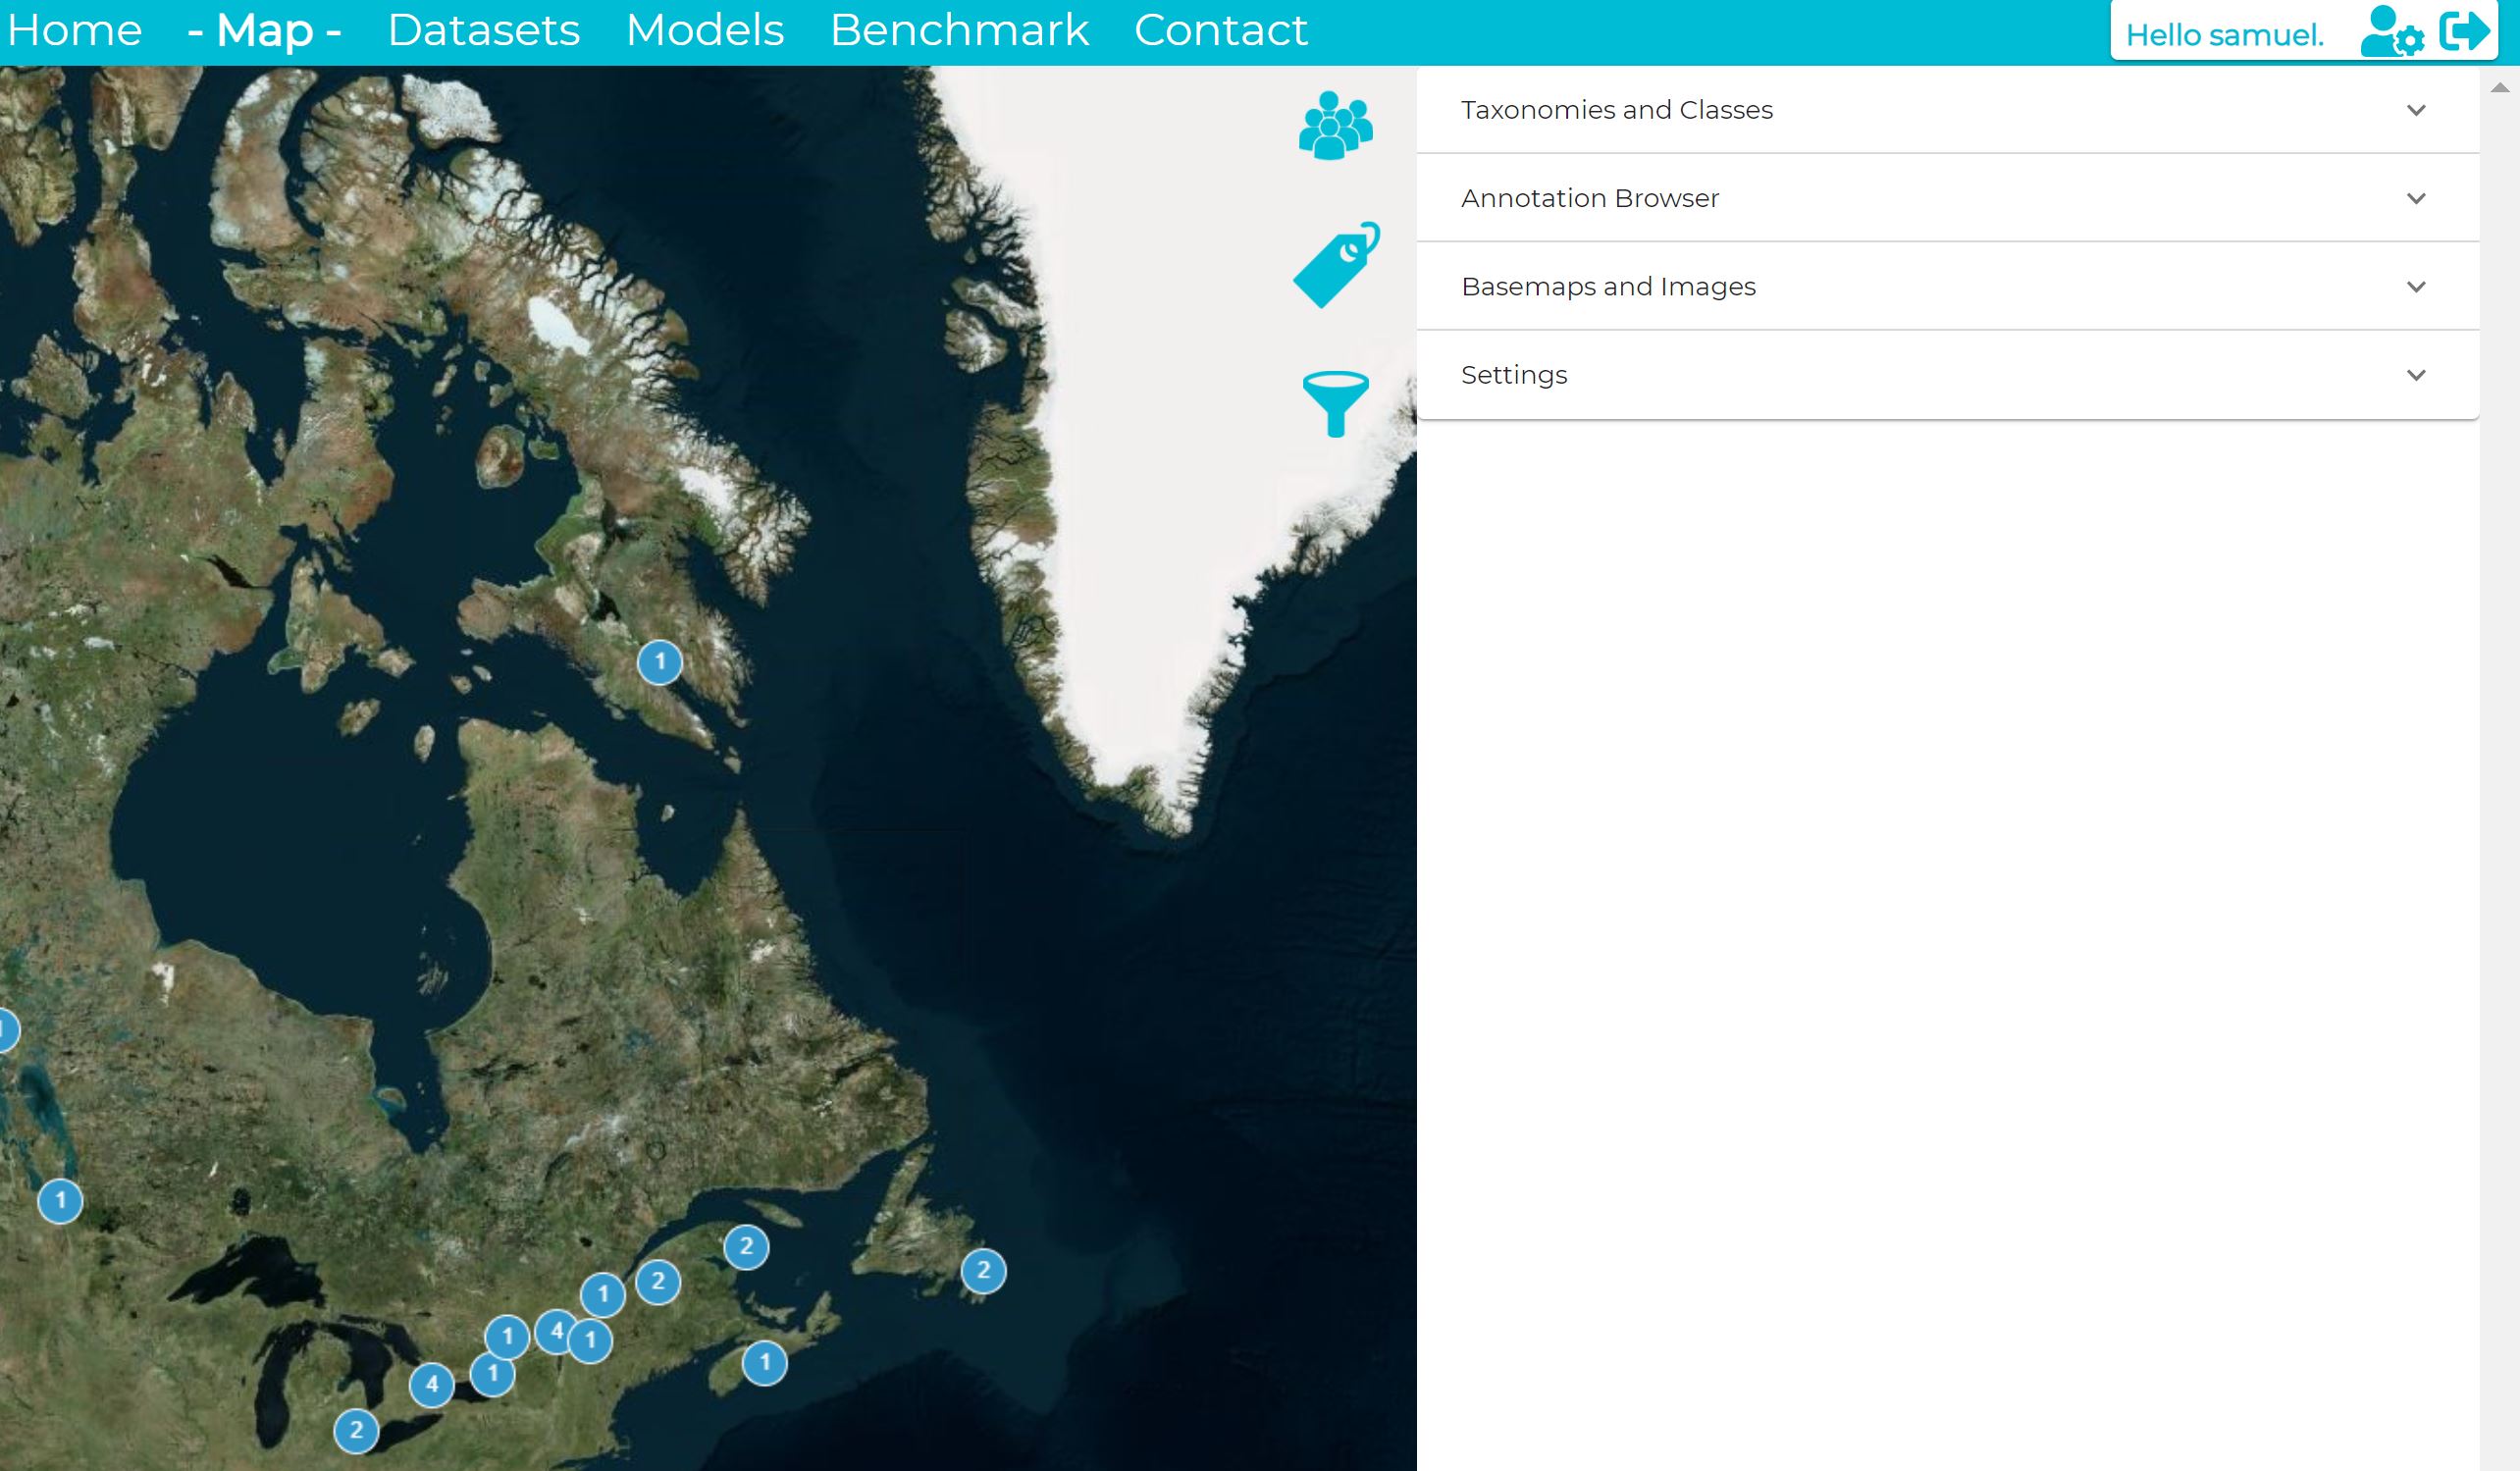 Home - Map - Datasets Models Benchmark Contact Hello samuel.
Taxonomies and Classes
Annotation Browser
Basemaps and Images
Settings
1
1
2
2
2
1
1
4
1
1
1
4
2